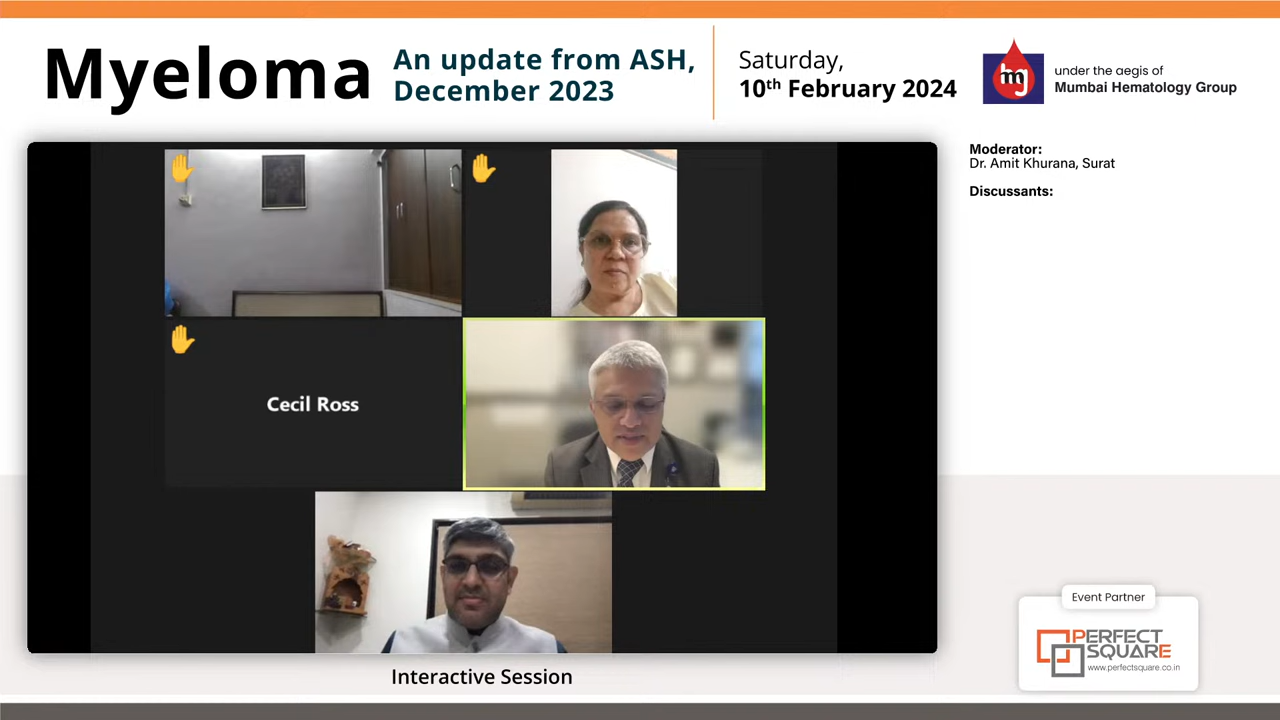 Myeloma
An update from ASH,
December 2023
Saturday,
10th February 2024
mg
under the aegis of
Mumbai Hematology Group
Moderator:
Dr. Amit Khurana, Surat
Discussants:
Cecil Ross
Interactive Session
Event Partner
PERFECT
SQUARE
www.perfectsquare.co.in